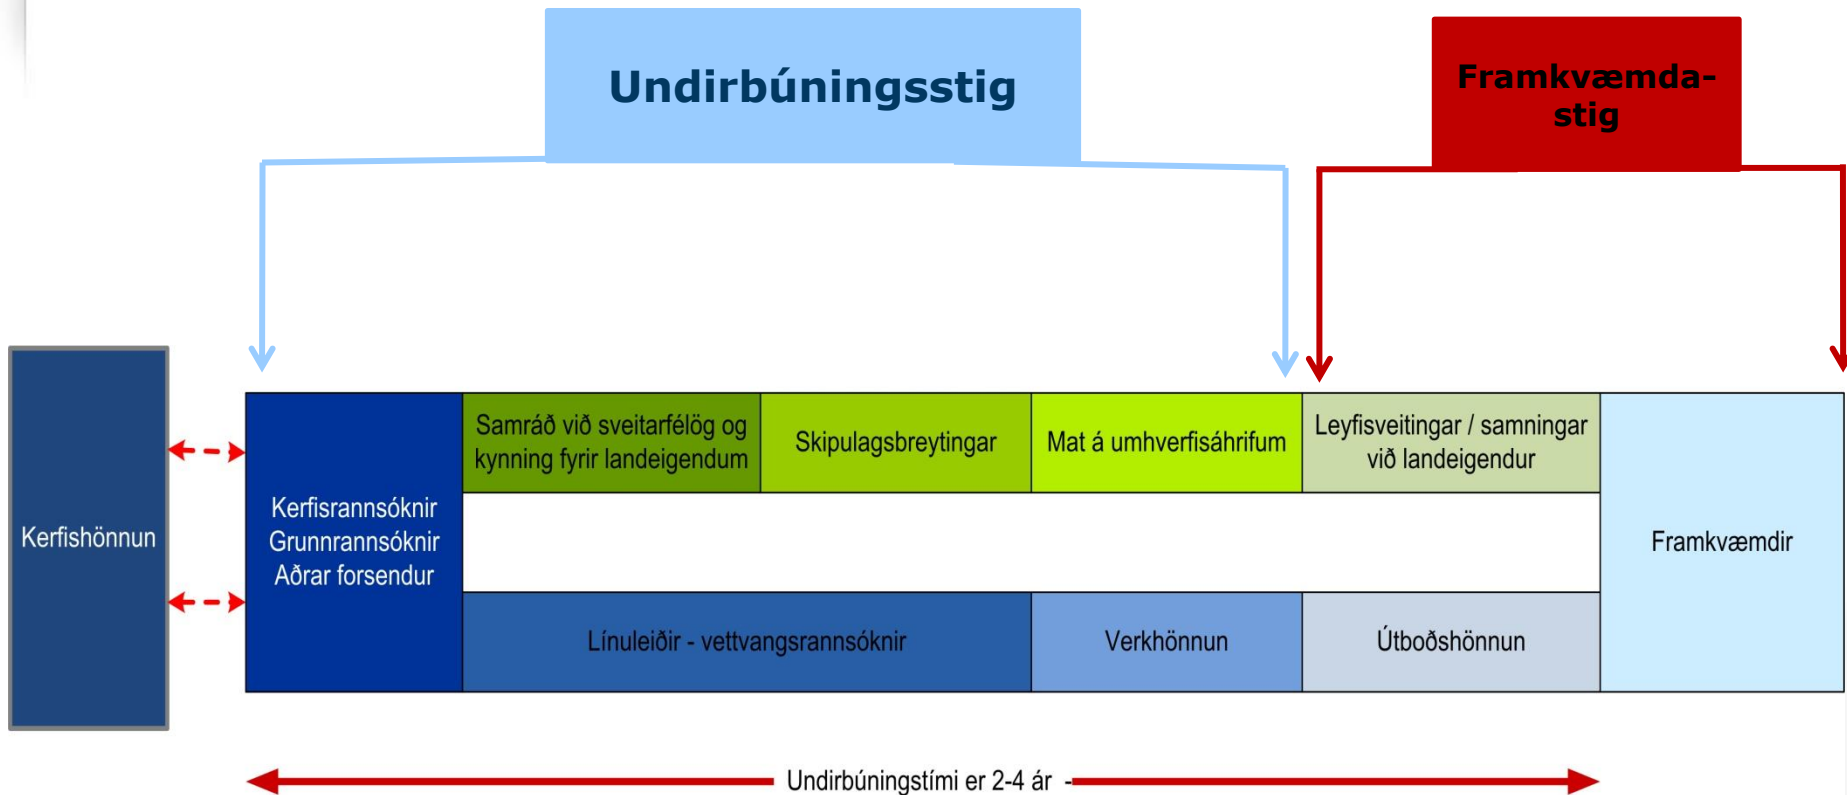 Undirbúningsstig
Framkvæmda-
stig
Kerfishönnun
Kerfisrannsóknir
Grunnrannsóknir
Aðrar forsendur
Samráð við sveitarfélög og
kynning fyrir landeigendum
Skipulagsbreytingar
Mat á umhverfisáhrifum
Leyfisveitingar / samningar
við landeigendur
Framkvæmdir
Línuleiðir - vettvangsrannsóknir
Verkhönnun
Útboðshönnun
Undirbúningstími er 2-4 ár -